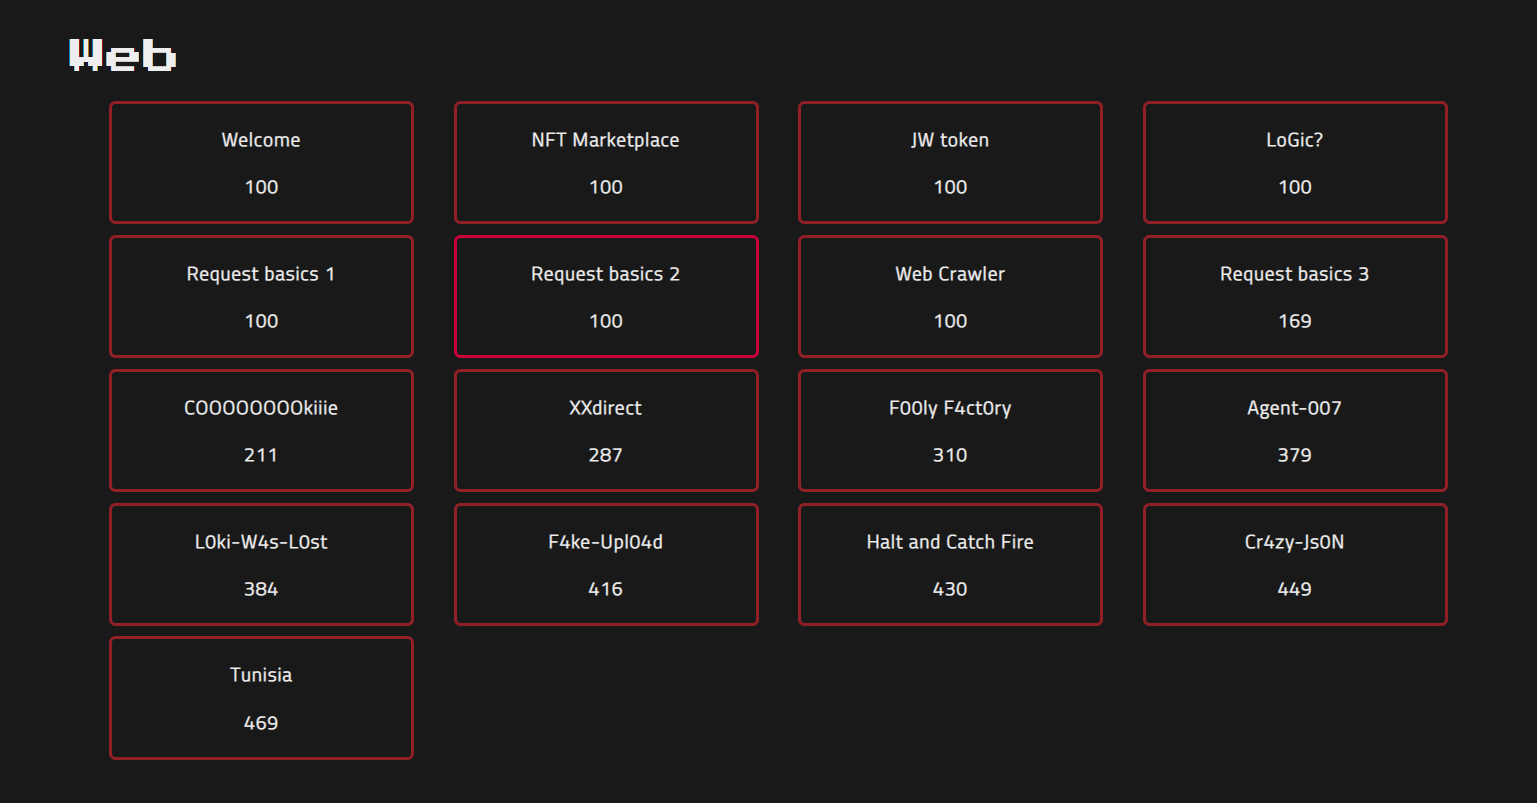 Web
Welcome
100
NFT Marketplace
100
JW token
100
LoGic?
100
Request basics 1
100
Request basics 2
100
Web Crawler
100
Request basics 3
169
COOOOOOOOkiiie
211
XXdirect
287
F00ly F4ct0ry
310
Agent-007
379
L0ki-W4s-L0st
384
F4ke-Upl04d
416
Halt and Catch Fire
430
Cr4zy-Js0N
449
Tunisia
469